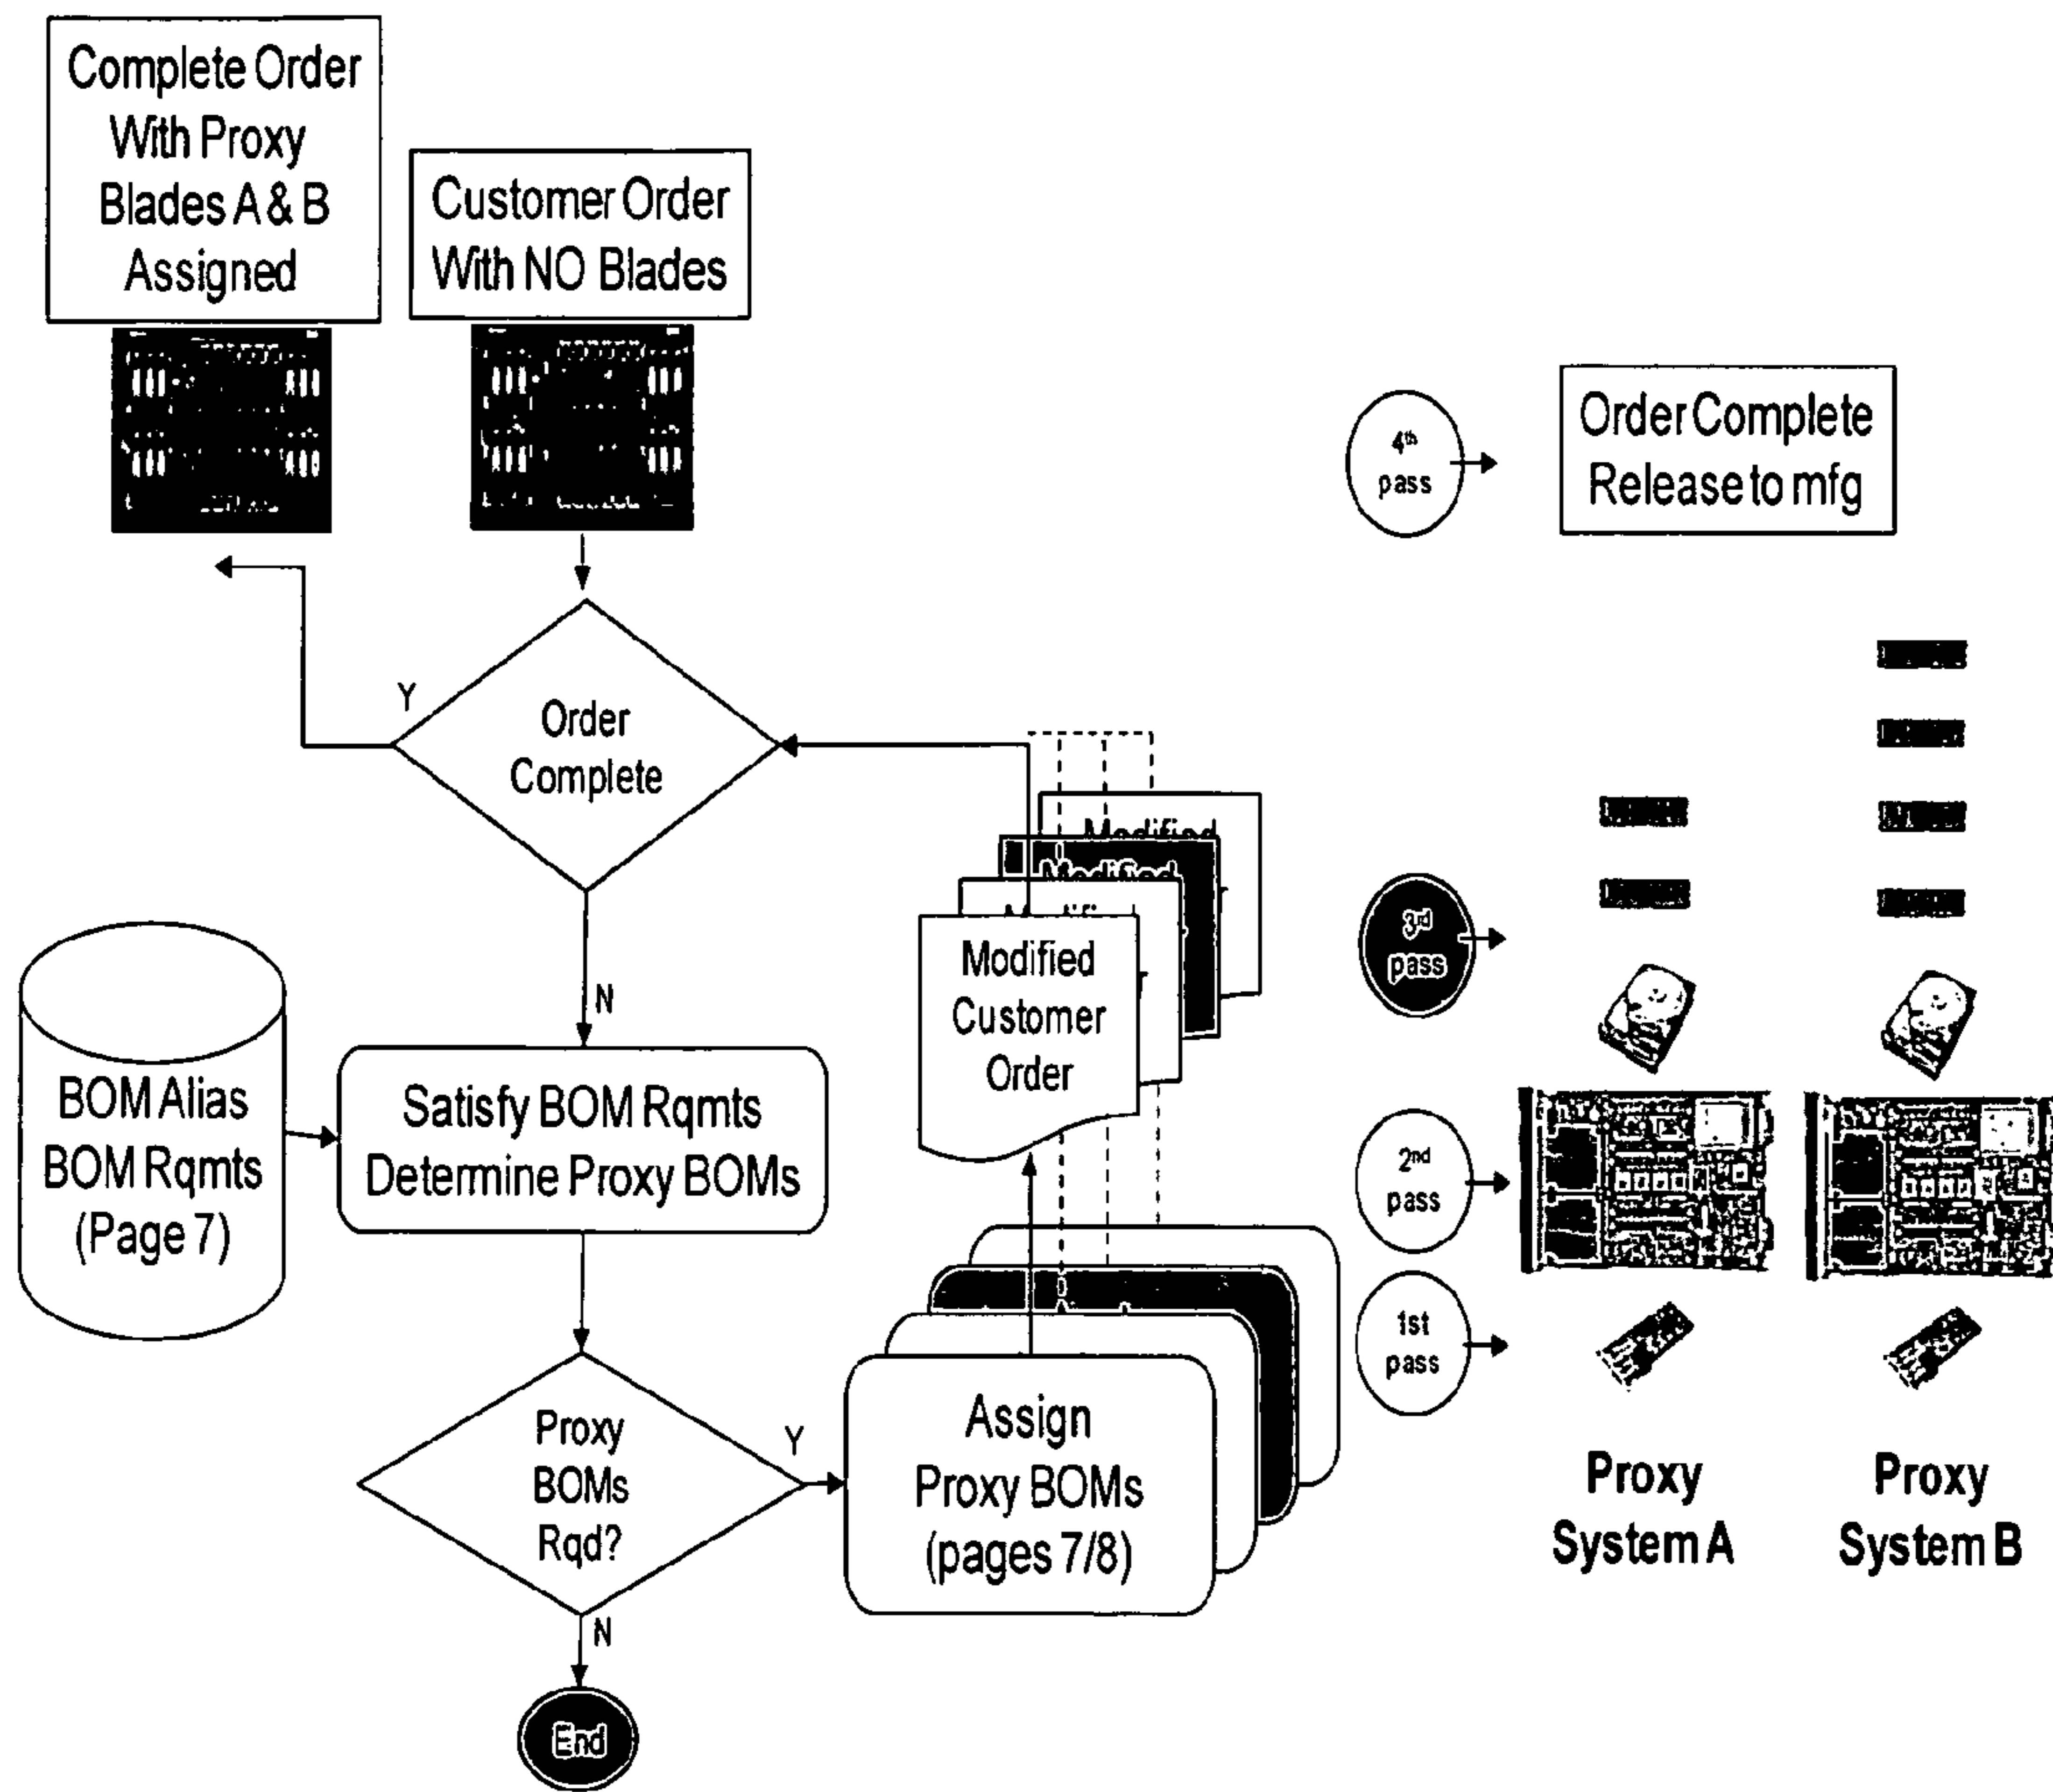 Complete Order
With Proxy
Blades A & B
Assigned
Customer Order
With NO Blades
4th
pass
Order Complete
Release to mfg
Y
Order
Complete
N
Modified
Modified
Modified
Customer
Order
3rd
pass
BOM Alias
BOM Rqmts
(Page 7)
Satisfy BOM Rqmts
Determine Proxy BOMs
2nd
pass
1st
pass
Proxy
BOMs
Rqd?
Y
Assign
Proxy BOMs
(pages 7/8)
N
End
Proxy
System A
Proxy
System B